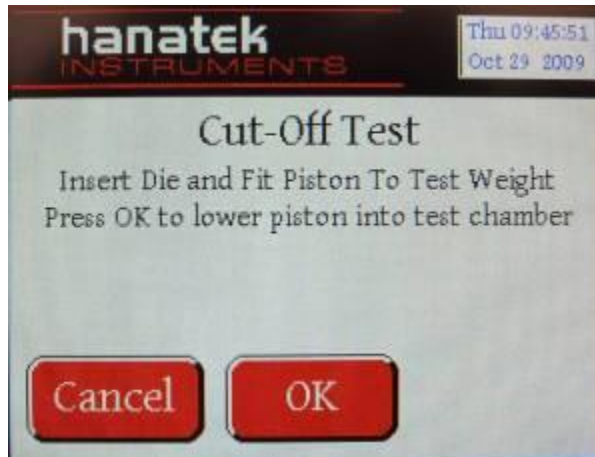 hanatek
INSTRUMENTS
Thu 09:45:51
Oct 29 2009
Cut-Off Test
Insert Die and Fit Piston To Test Weight
Press OK to lower piston into test chamber
Cancel
OK